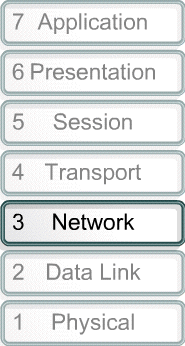 7 Application
6 Presentation
5 Session
4 Transport
3 Network
2 Data Link
1 Physical